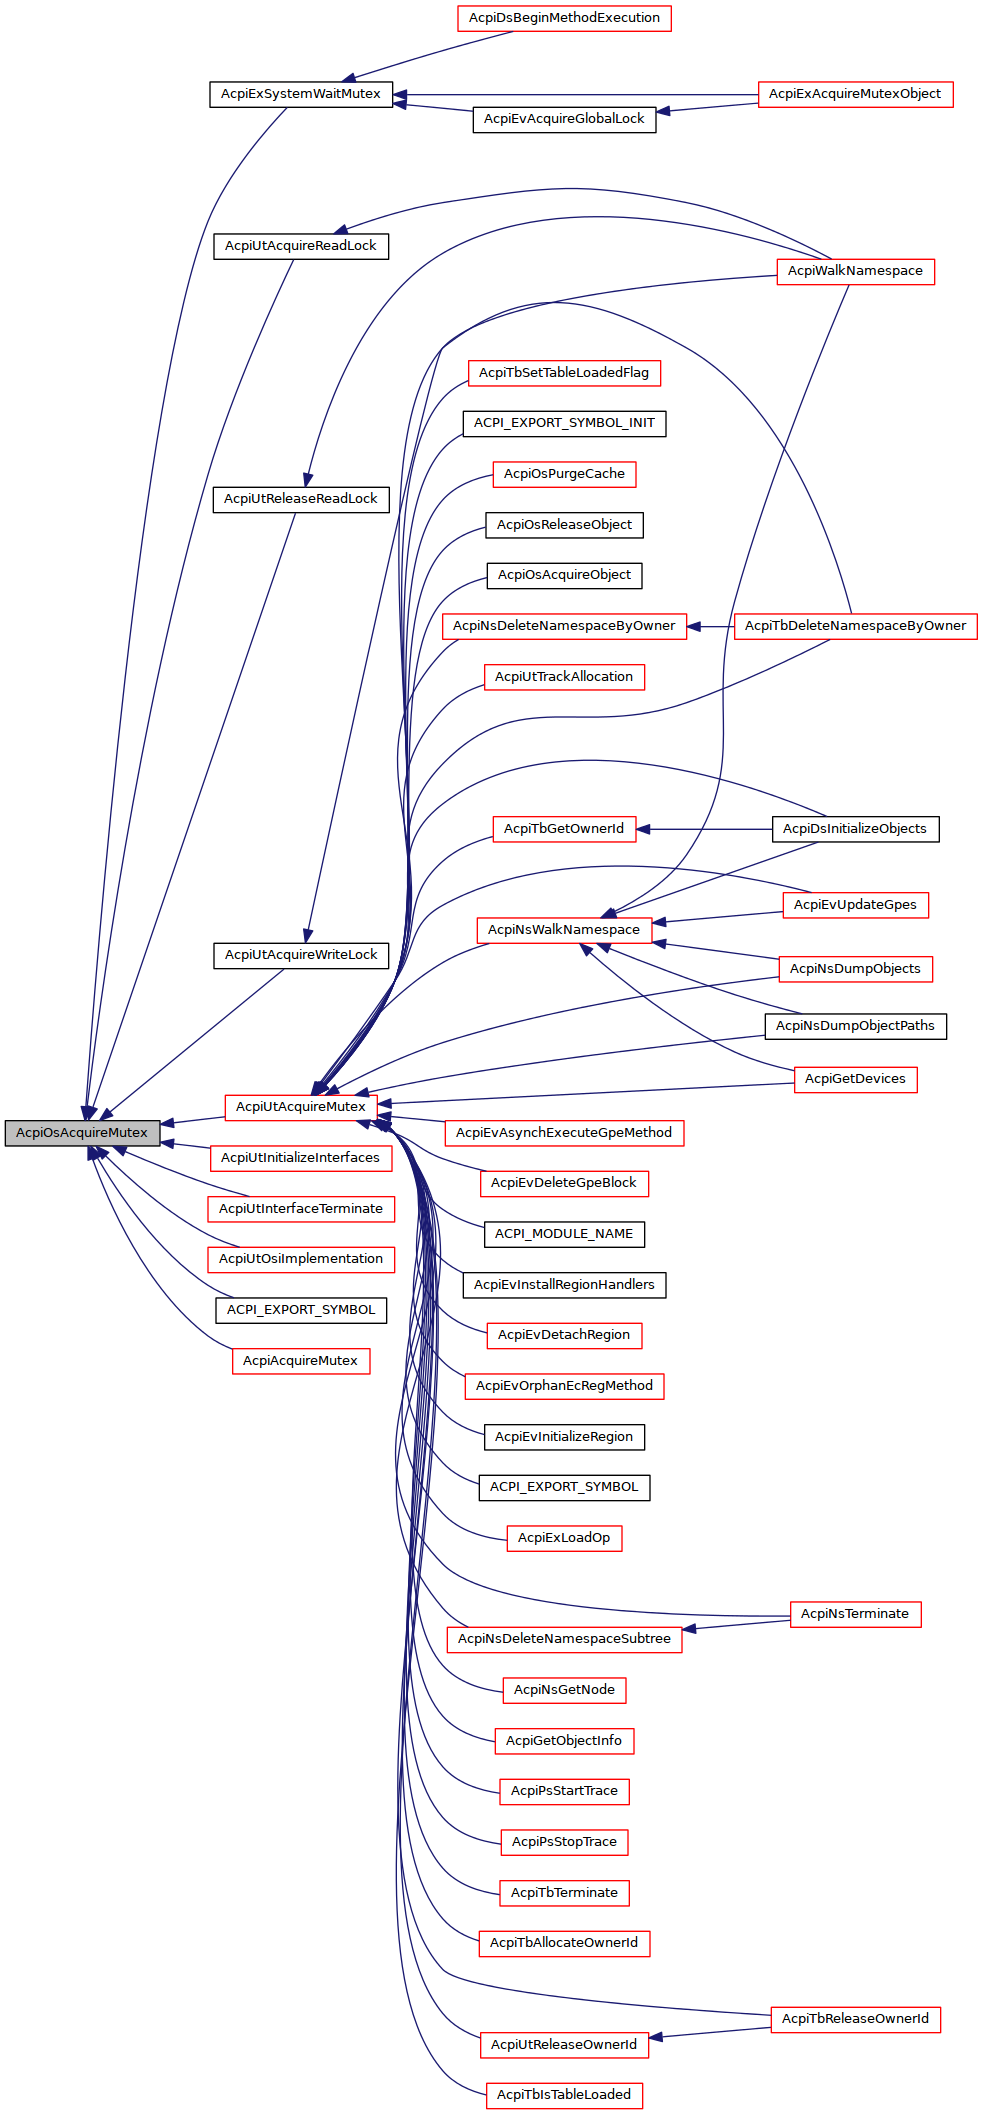 AcpiDsBeginMethodExecution
AcpiExSystemWaitMutex
AcpiExAcquireMutexObject
AcpiEvAcquireGlobalLock
AcpiUtAcquireReadLock
AcpiWalkNamespace
AcpiTbSetTableLoadedFlag
ACPI_EXPORT_SYMBOL_INIT
AcpiOsPurgeCache
AcpiUtReleaseReadLock
AcpiOsReleaseObject
AcpiOsAcquireObject
AcpiNsDeleteNamespaceByOwner
AcpiTbDeleteNamespaceByOwner
AcpiUtTrackAllocation
AcpiTbGetOwnerId
AcpiDsInitializeObjects
AcpiEvUpdateGpes
AcpiNsWalkNamespace
AcpiUtAcquireWriteLock
AcpiNsDumpObjects
AcpiNsDumpObjectPaths
AcpiGetDevices
AcpiUtAcquireMutex
AcpiOsAcquireMutex
AcpiEvAsynchExecuteGpeMethod
AcpiUtInitializeInterfaces
AcpiEvDeleteGpeBlock
AcpiUtInterfaceTerminate
ACPI_MODULE_NAME
AcpiUtOsiImplementation
AcpiEvInstallRegionHandlers
ACPI_EXPORT_SYMBOL
AcpiEvDetachRegion
AcpiAcquireMutex
AcpiEvOrphanEcRegMethod
AcpiEvInitializeRegion
ACPI_EXPORT_SYMBOL
AcpiExLoadOp
AcpiNsTerminate
AcpiNsDeleteNamespaceSubtree
AcpiNsGetNode
AcpiGetObjectInfo
AcpiPsStartTrace
AcpiPsStopTrace
AcpiTbTerminate
AcpiTbAllocateOwnerId
AcpiTbReleaseOwnerId
AcpiUtReleaseOwnerId
AcpiTbIsTableLoaded